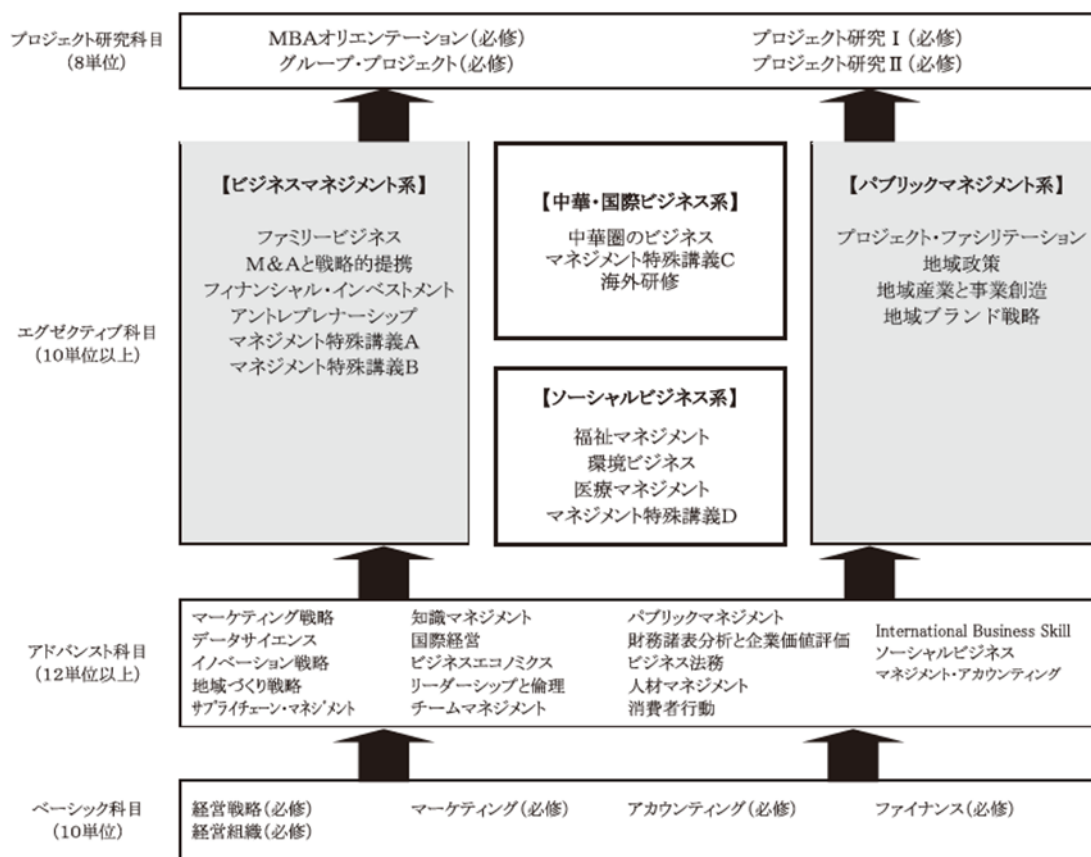 プロジェクト研究科目
(8単位)
MBAオリエンテーション(必修)
グループ・プロジェクト(必修)
プロジェクト研究Ⅰ(必修)
プロジェクト研究Ⅱ(必修)
エグゼクティブ科目
(10単位以上)
【ビジネスマネジメント系】
ファミリービジネス
M&Aと戦略的提携
フィナンシャル・インベストメント
アントレプレナーシップ
マネジメント特殊講義A
マネジメント特殊講義B
【中華・国際ビジネス系】
中華圏のビジネス
マネジメント特殊講義C
海外研修
【ソーシャルビジネス系】
福祉マネジメント
環境ビジネス
医療マネジメント
マネジメント特殊講義D
【パブリックマネジメント系】
プロジェクト・ファシリテーション
地域政策
地域産業と事業創造
地域ブランド戦略
アドバンスト科目
(12単位以上)
マーケティング戦略
データサイエンス
イノベーション戦略
地域づくり戦略
サプライチェーン・マネジメント
知識マネジメント
国際経営
ビジネスエコノミクス
リーダーシップと倫理
チームマネジメント
パブリックマネジメント
財務諸表分析と企業価値評価
ビジネス法務
人材マネジメント
消費者行動
International Business Skill
ソーシャルビジネス
マネジメント・アカウンティング
ベーシック科目
(10単位)
経営戦略(必修)
経営組織(必修)
マーケティング(必修)
アカウンティング(必修)
ファイナンス(必修)